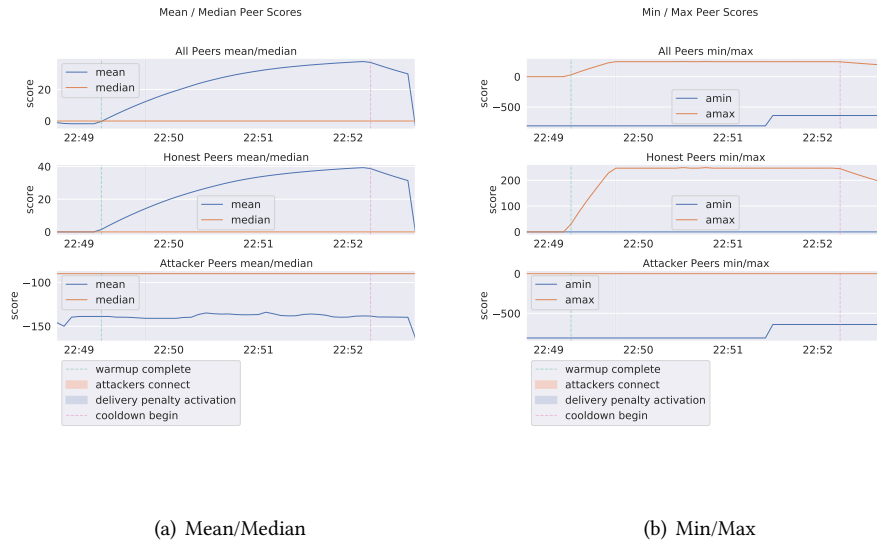 Mean / Median Peer Scores
All Peers mean/median
score
20
0
mean
median
22:49 22:50 22:51 22:52
Honest Peers mean/median
score
40
20
0
mean
median
22:49 22:50 22:51 22:52
Attacker Peers mean/median
score
−100
−150
mean
median
22:49 22:50 22:51 22:52
warmup complete
attackers connect
delivery penalty activation
cooldown begin
(a) Mean/Median
Min / Max Peer Scores
All Peers min/max
score
0
−500
amin
amax
22:49 22:50 22:51 22:52
Honest Peers min/max
score
200
100
0
amin
amax
22:49 22:50 22:51 22:52
Attacker Peers min/max
score
0
−500
amin
amax
22:49 22:50 22:51 22:52
warmup complete
attackers connect
delivery penalty activation
cooldown begin
(b) Min/Max